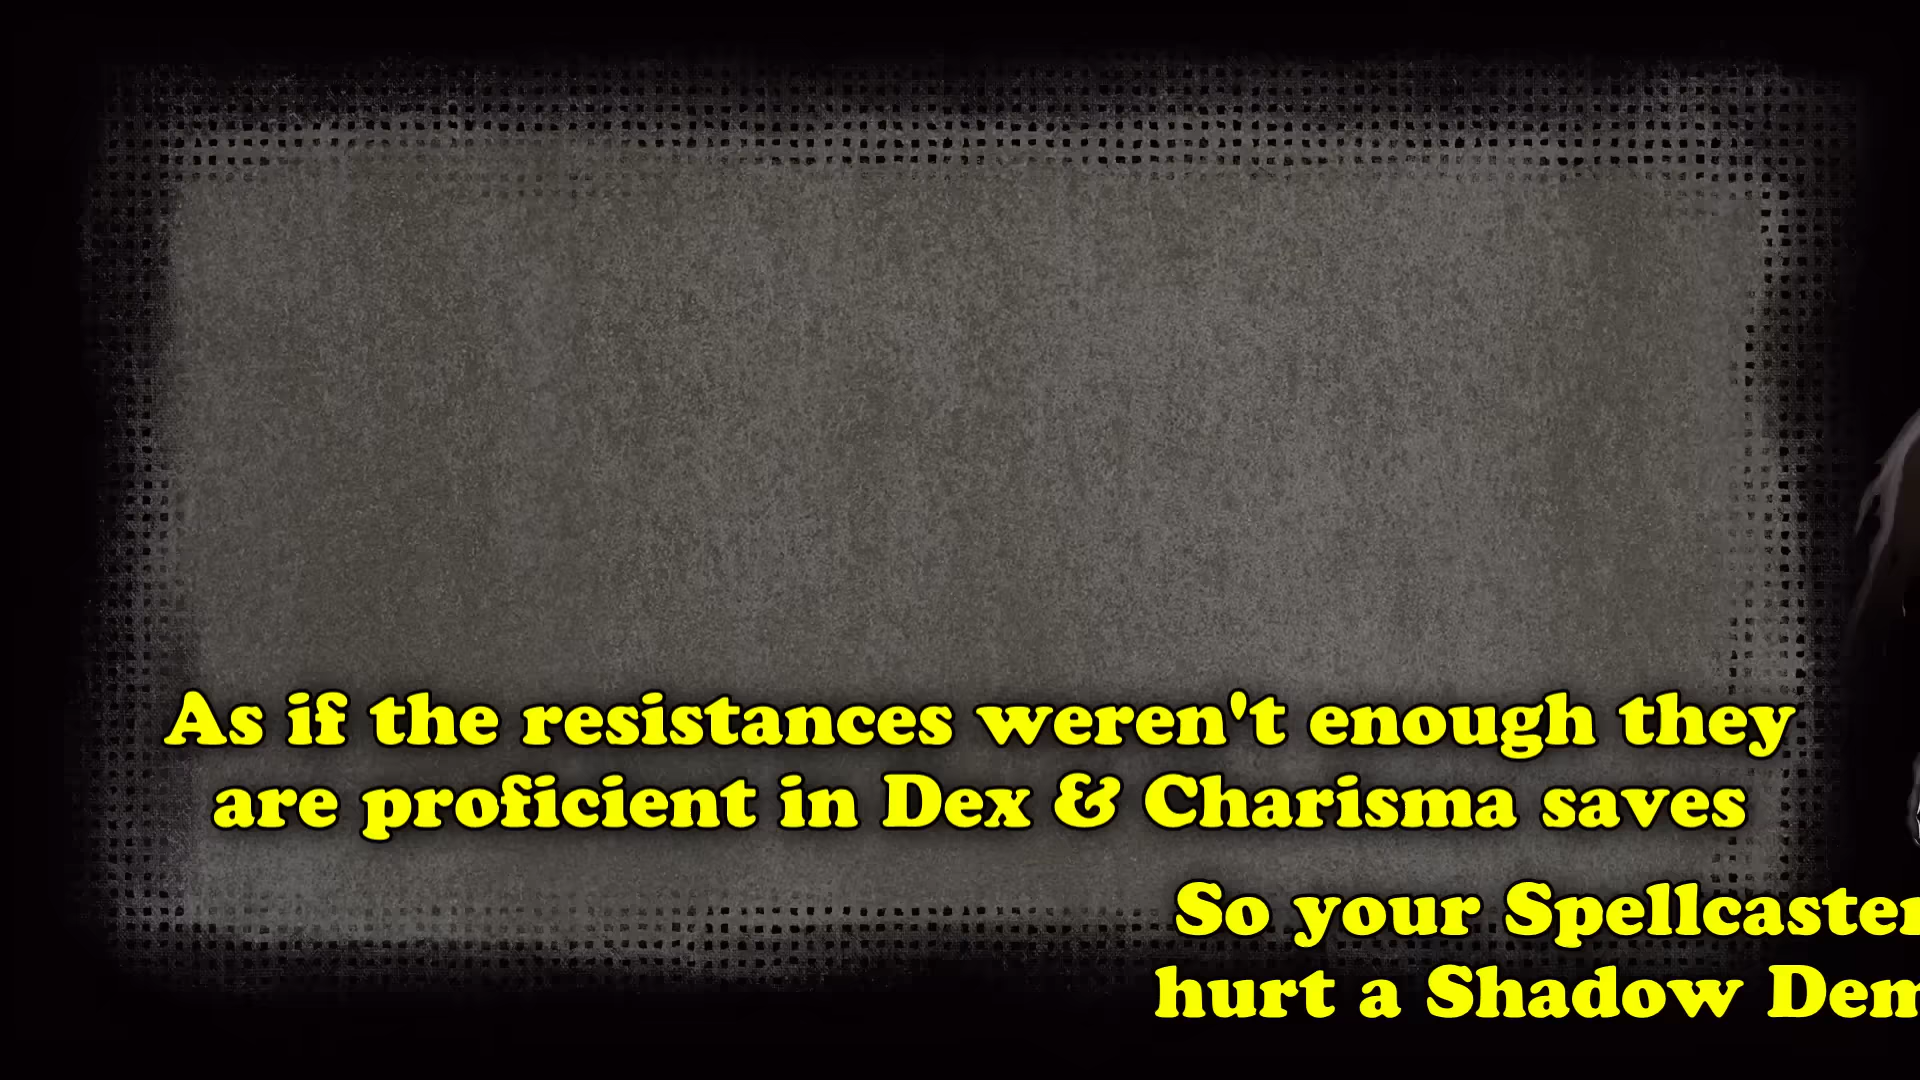 As if the resistances weren't enough they
are proficient in Dex & Charisma saves
So your Spellcaster
hurt a Shadow Dem